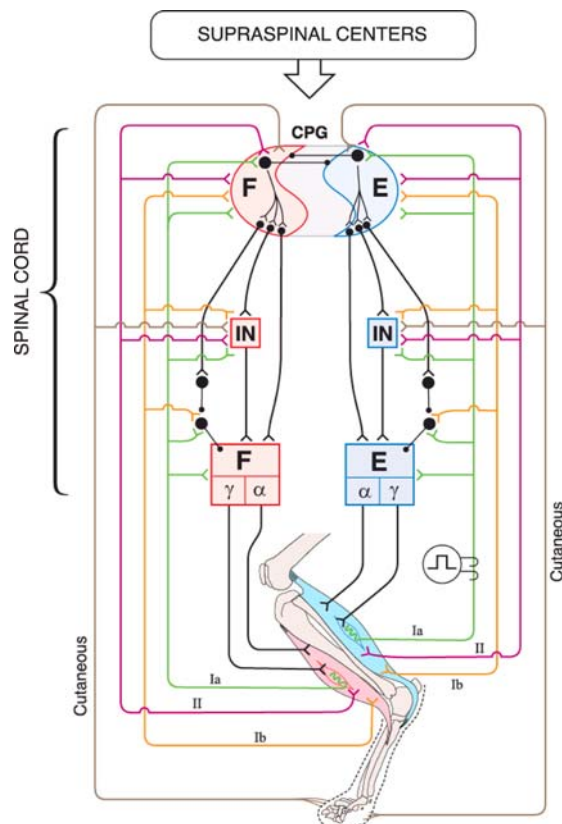 SUPRASPINAL CENTERS
CPG
F
E
SPINAL CORD
IN
IN
F
E
γ
α
α
γ
Cutaneous
Cutaneous
Ia
II
Ia
Ib
II
Ib